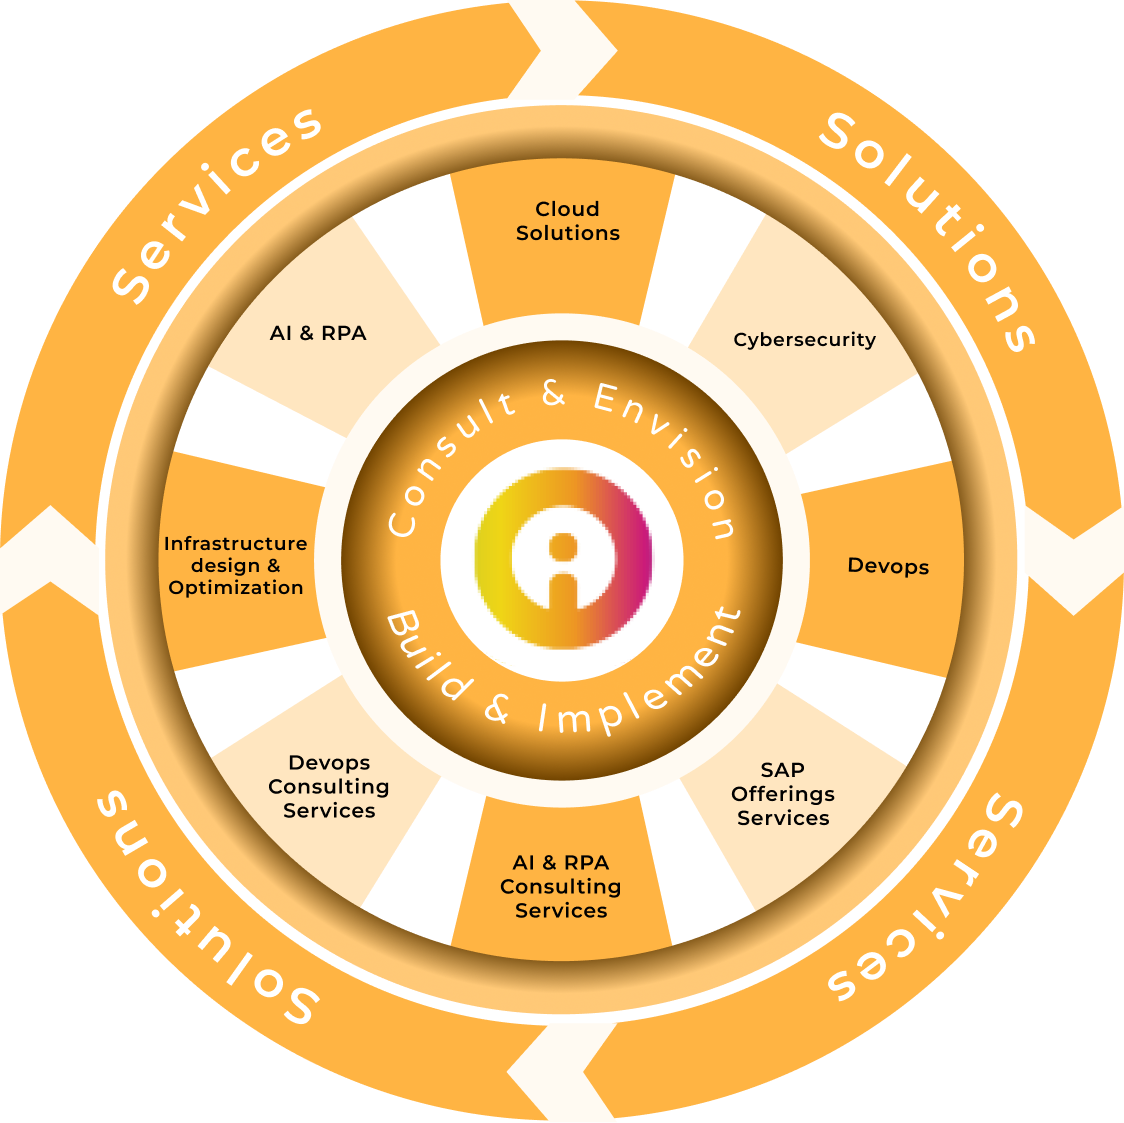 Services
Solutions
Cloud
Solutions
AI & RPA
Cybersecurity
Consult & Envision
Infrastructure
design &
Optimization
Devops
Build & Implement
Devops
Consulting
Services
SAP
Offerings
Services
AI & RPA
Consulting
Services
Solutions
Services